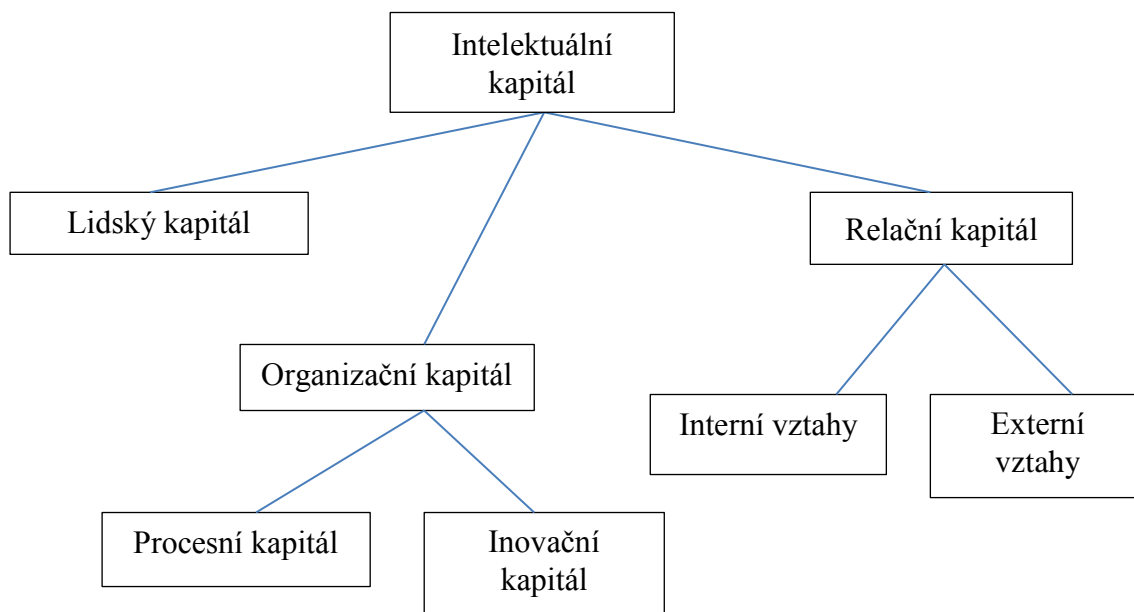 Intelektuální
kapitál
Lidský kapitál
Relační kapitál
Organizační kapitál
Interní vztahy
Externí
vztahy
Procesní kapitál
Inovační
kapitál